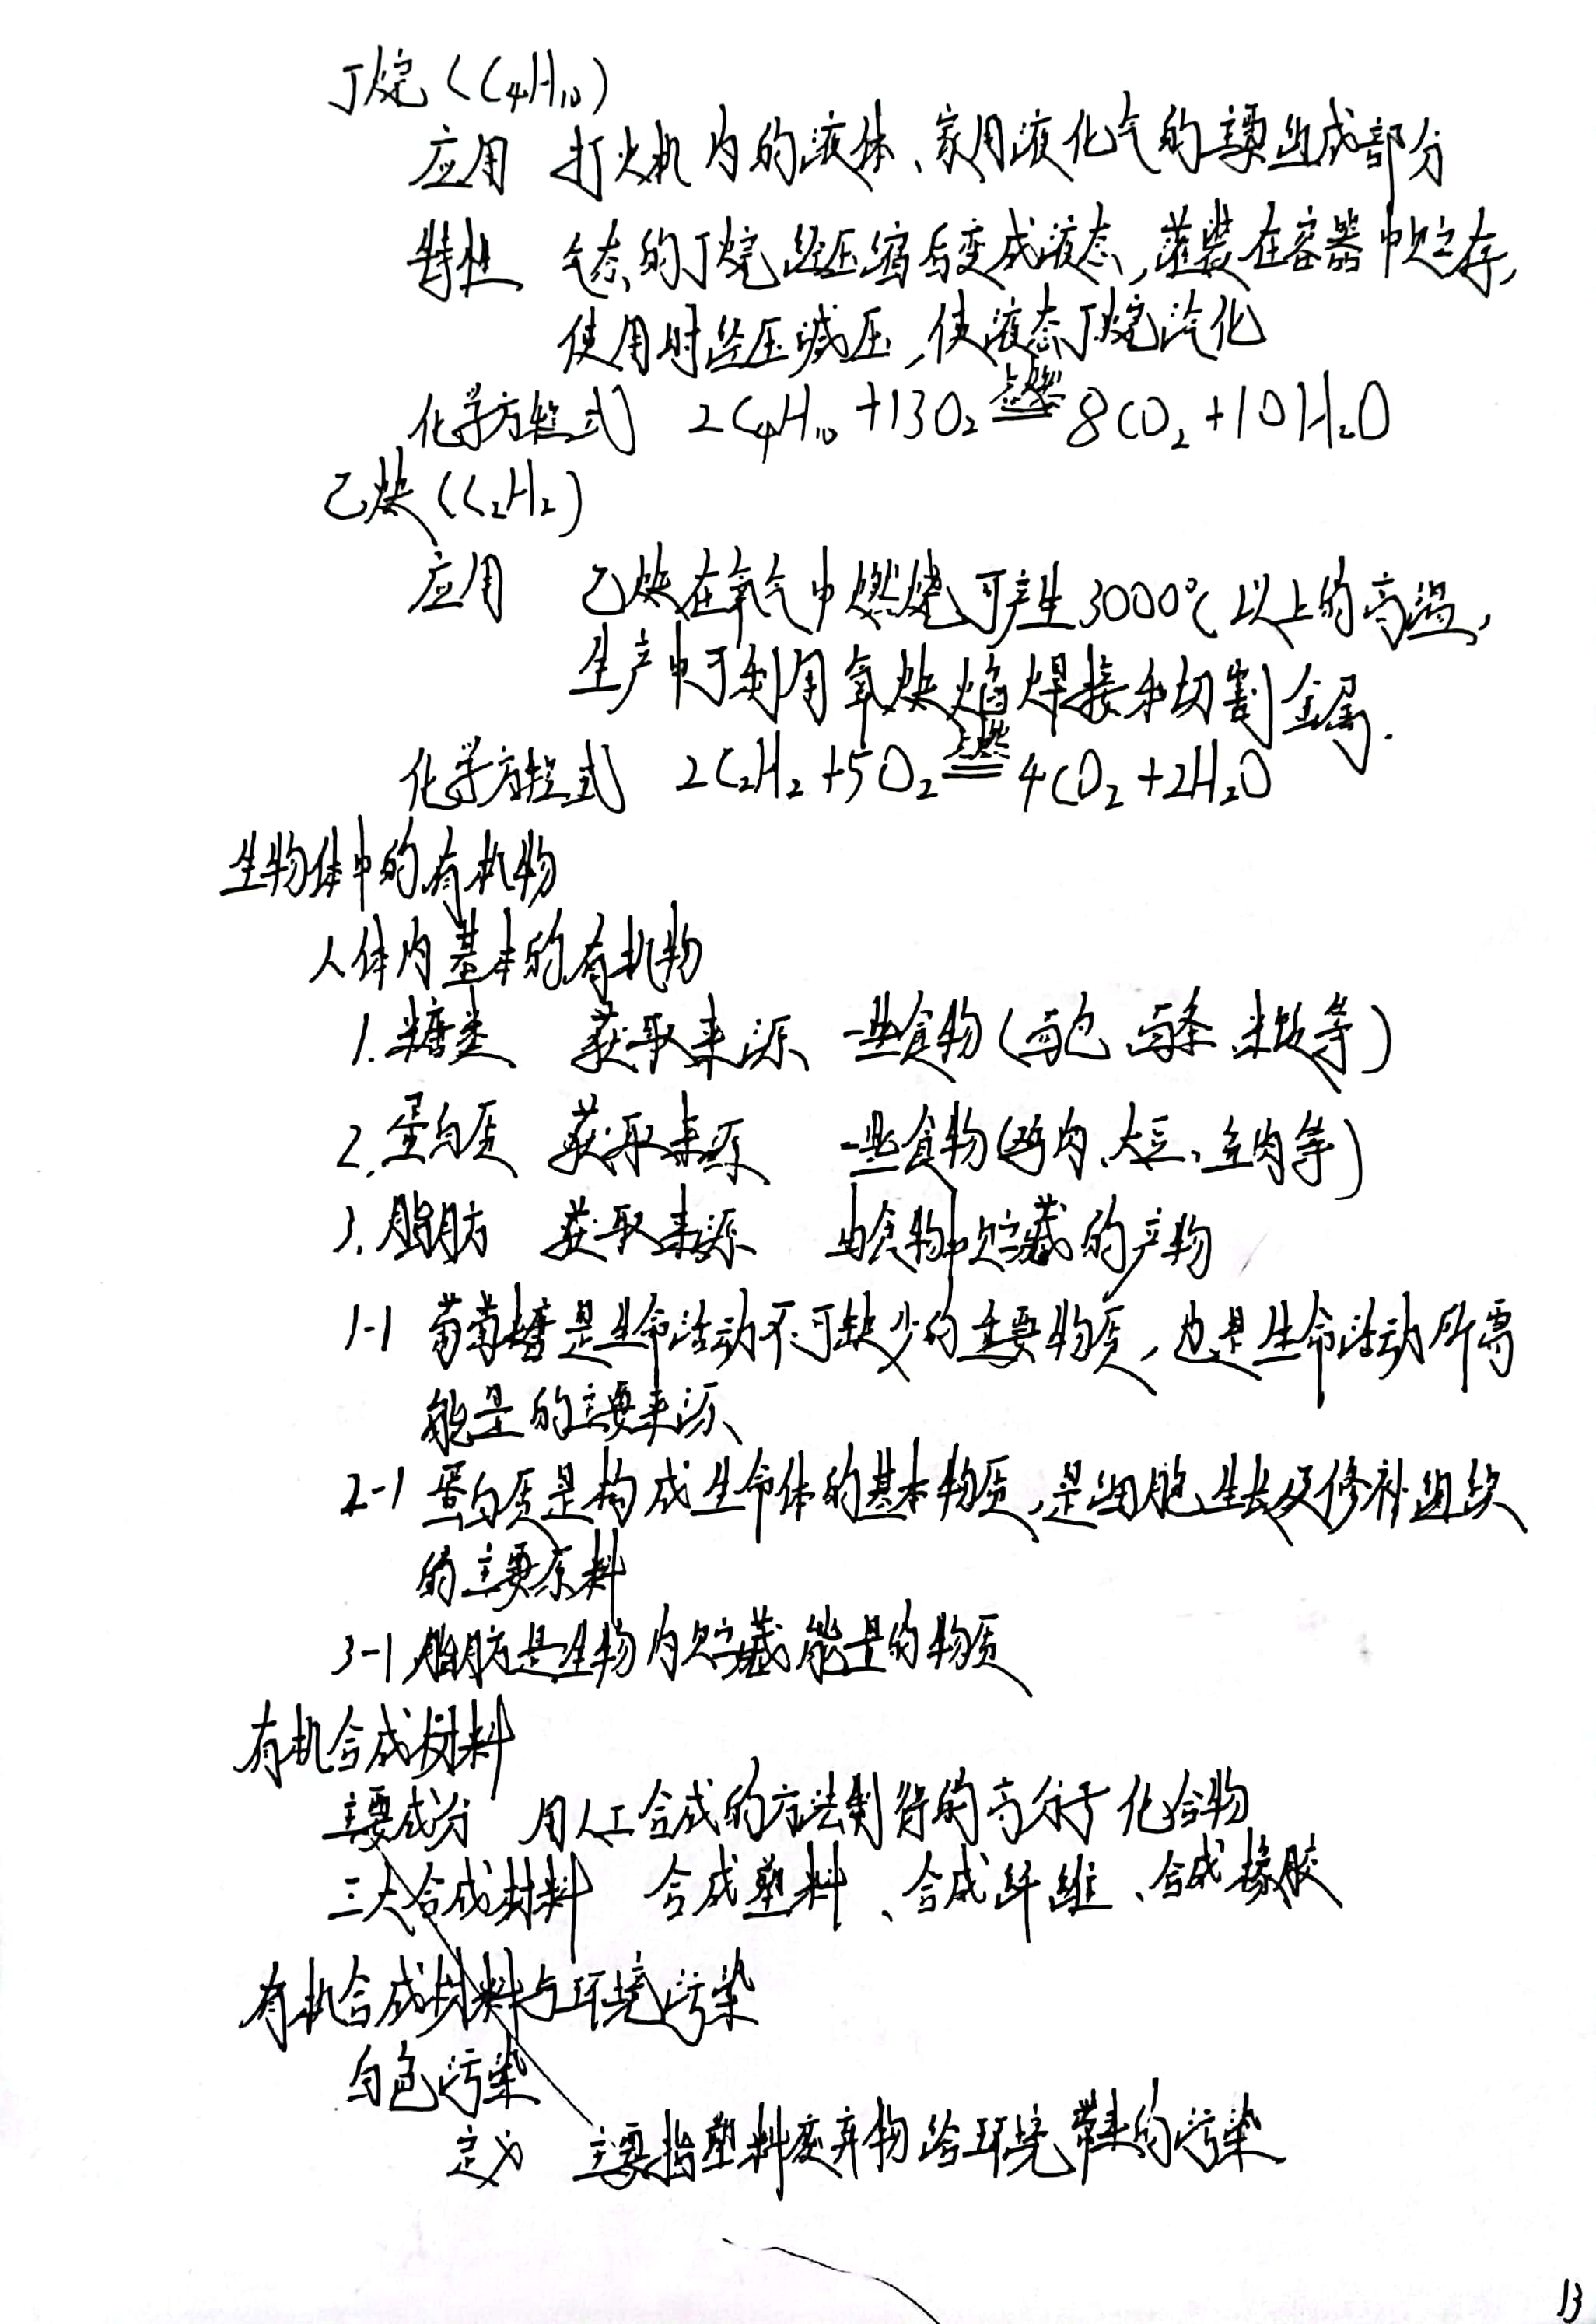 丁烷(C₄H₁₀)
应用 打火机内的液体、家用液化气的主要组成部分
特性 气态的丁烷经压缩后变成液态,灌装在容器中贮存,
使用时经压减压,使液态丁烷汽化
化学方程式 2C₄H₁₀+13O₂ 点燃 8CO₂+10H₂O
乙炔(C₂H₂)
应用 乙炔在氧气中燃烧可产生3000℃以上的高温,
生产中可利用氧炔焰焊接和切割金属.
化学方程式 2C₂H₂+5O₂ 点燃 4CO₂+2H₂O
生物体中的有机物
人体内基本的有机物
1.糖类 获取来源 一些食物(面包、面条、米饭等)
2.蛋白质 获取来源 一些食物(鸡肉、大豆、鱼肉等)
3.脂肪 获取来源 由食物中贮藏的产物
1-1 葡萄糖是生命活动不可缺少的重要物质,也是生命活动所需
能量的主要来源
2-1 蛋白质是构成生命体的基本物质,是细胞生长及修补组织
的主要原料
3-1 脂肪是生物内贮藏能量的物质
有机合成材料
主要成分 用人工合成的方法制得的高分子化合物
三大合成材料 合成塑料、合成纤维、合成橡胶
有机合成材料与环境污染
白色污染
定义 主要指塑料废弃物给环境带来的污染
13